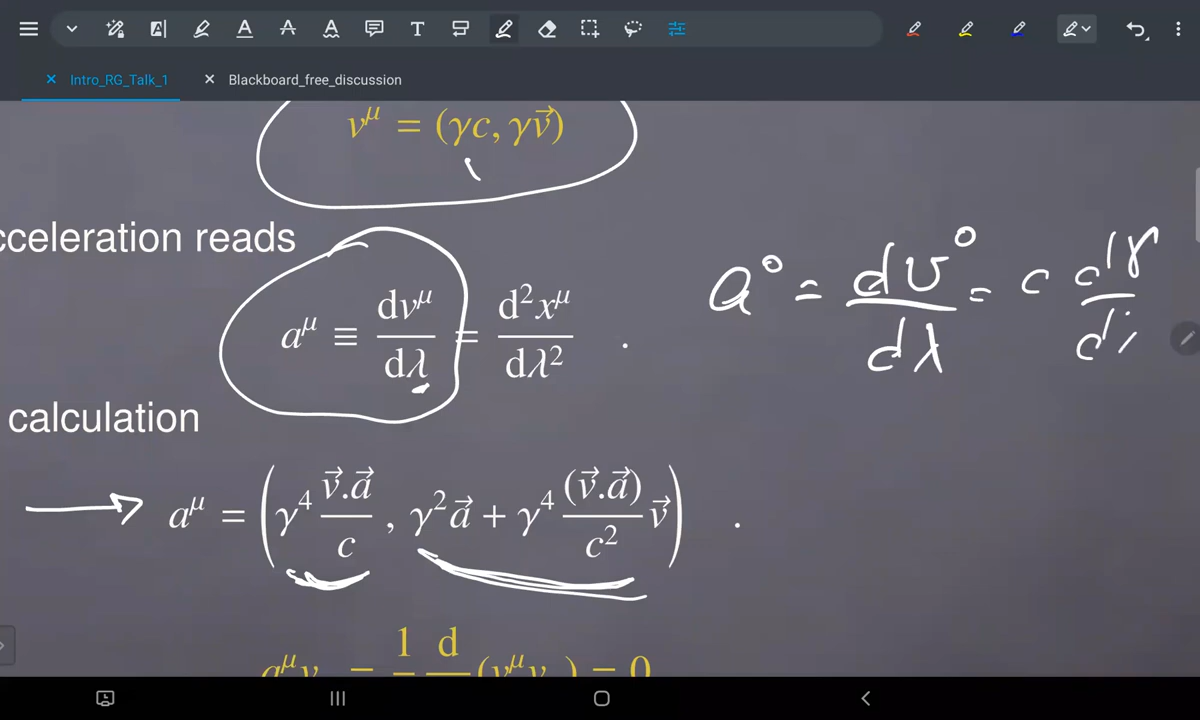 Intro_RG_Talk_1 Blackboard_free_discussion
v^μ = (γc, γv⃗)
cceleration reads
a^μ ≡ dv^μ/dλ = d²x^μ/dλ² .
a⁰ = dv⁰/dλ = c dγ/dλ
calculation
a^μ = (γ⁴ v⃗.a⃗/c , γ²a⃗ + γ⁴ (v⃗.a⃗)/c² v⃗) .